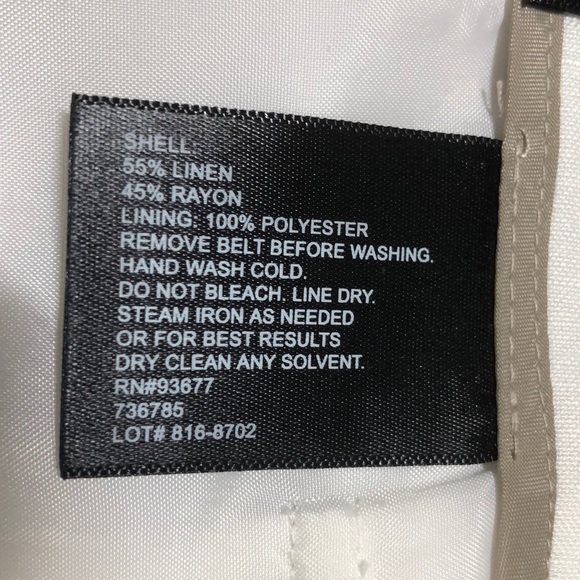 SHELL:
55% LINEN
45% RAYON
LINING: 100% POLYESTER
REMOVE BELT BEFORE WASHING.
HAND WASH COLD.
DO NOT BLEACH. LINE DRY.
STEAM IRON AS NEEDED
OR FOR BEST RESULTS
DRY CLEAN ANY SOLVENT.
RN#93677
736785
LOT# 816-8702